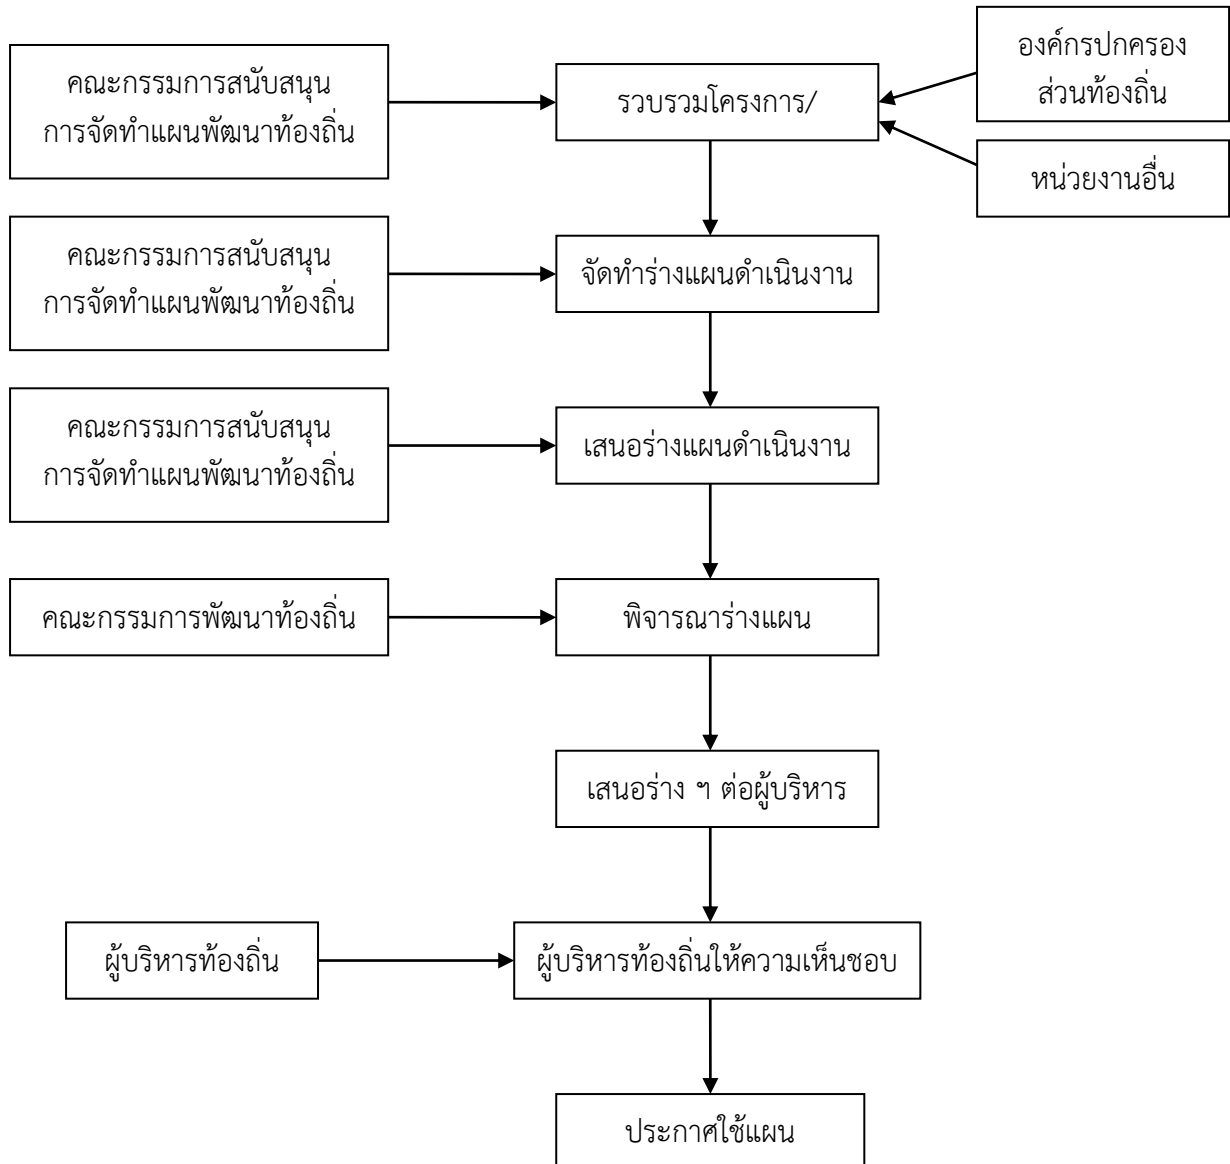 องค์กรปกครอง
ส่วนท้องถิ่น
คณะกรรมการสนับสนุน
การจัดทำแผนพัฒนาท้องถิ่น
รวบรวมโครงการ/
หน่วยงานอื่น
คณะกรรมการสนับสนุน
การจัดทำแผนพัฒนาท้องถิ่น
จัดทำร่างแผนดำเนินงาน
คณะกรรมการสนับสนุน
การจัดทำแผนพัฒนาท้องถิ่น
เสนอร่างแผนดำเนินงาน
คณะกรรมการพัฒนาท้องถิ่น
พิจารณาร่างแผน
เสนอร่าง ฯ ต่อผู้บริหาร
ผู้บริหารท้องถิ่น
ผู้บริหารท้องถิ่นให้ความเห็นชอบ
ประกาศใช้แผน